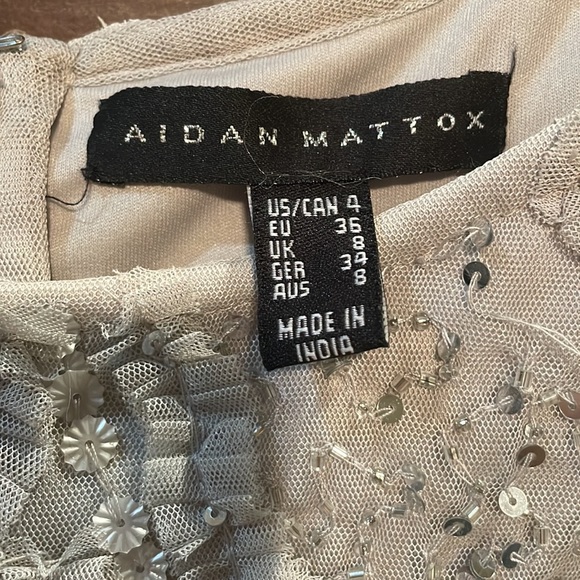 AIDAN MATTOX
US/CAN 4
EU 36
UK 8
GER 34
AUS 8
MADE IN
INDIA